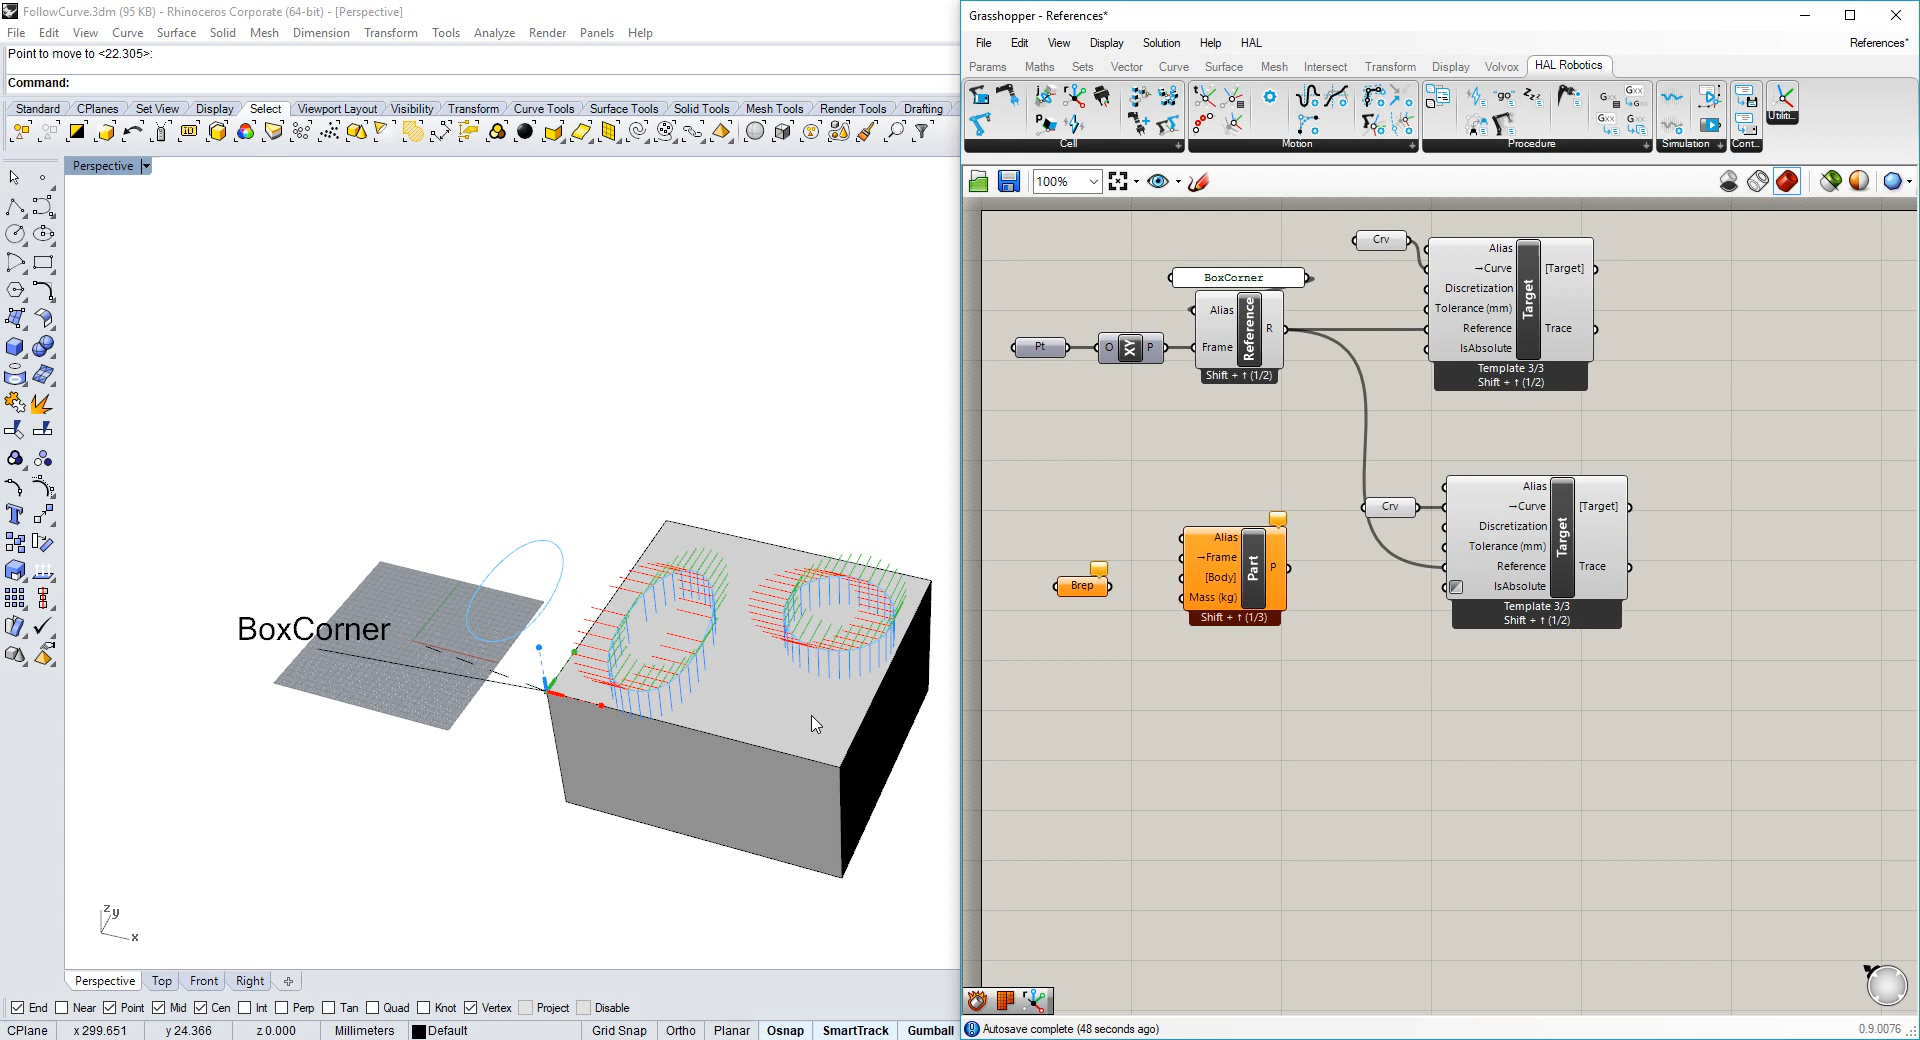 FollowCurve.3dm (95 KB) - Rhinoceros Corporate (64-bit) - [Perspective]
File Edit View Curve Surface Solid Mesh Dimension Transform Tools Analyze Render Panels Help
Point to move to <22.305>:
Command:
Standard CPlanes Set View Display Select Viewport Layout Visibility Transform Curve Tools Surface Tools Solid Tools Mesh Tools Render Tools Drafting
Perspective
BoxCorner
z y
x
Perspective Top Front Right
End Near Point Mid Cen Int Perp Tan Quad Knot Vertex Project Disable
CPlane x 299.651 y 24.366 z 0.000 Millimeters Default Grid Snap Ortho Planar Osnap SmartTrack Gumball
Grasshopper - References*
File Edit View Display Solution Help HAL References*
Params Maths Sets Vector Curve Surface Mesh Intersect Transform Display Volvox HAL Robotics
Cell Motion Procedure Simulation Cont... Utiliti...
100%
Crv
Alias
→Curve [Target]
Discretization
Tolerance (mm)
Reference Trace
IsAbsolute
Target
Template 3/3
Shift + ↑ (1/2)
BoxCorner
Alias
Reference
R
Frame
Shift + ↑ (1/2)
Pt
O XY P
Crv
Alias
→Curve [Target]
Discretization
Tolerance (mm)
Reference Trace
IsAbsolute
Target
Template 3/3
Shift + ↑ (1/2)
Brep
Alias
→Frame
[Body]
Mass (kg)
Part
P
Shift + ↑ (1/3)
Autosave complete (48 seconds ago)
0.9.0076